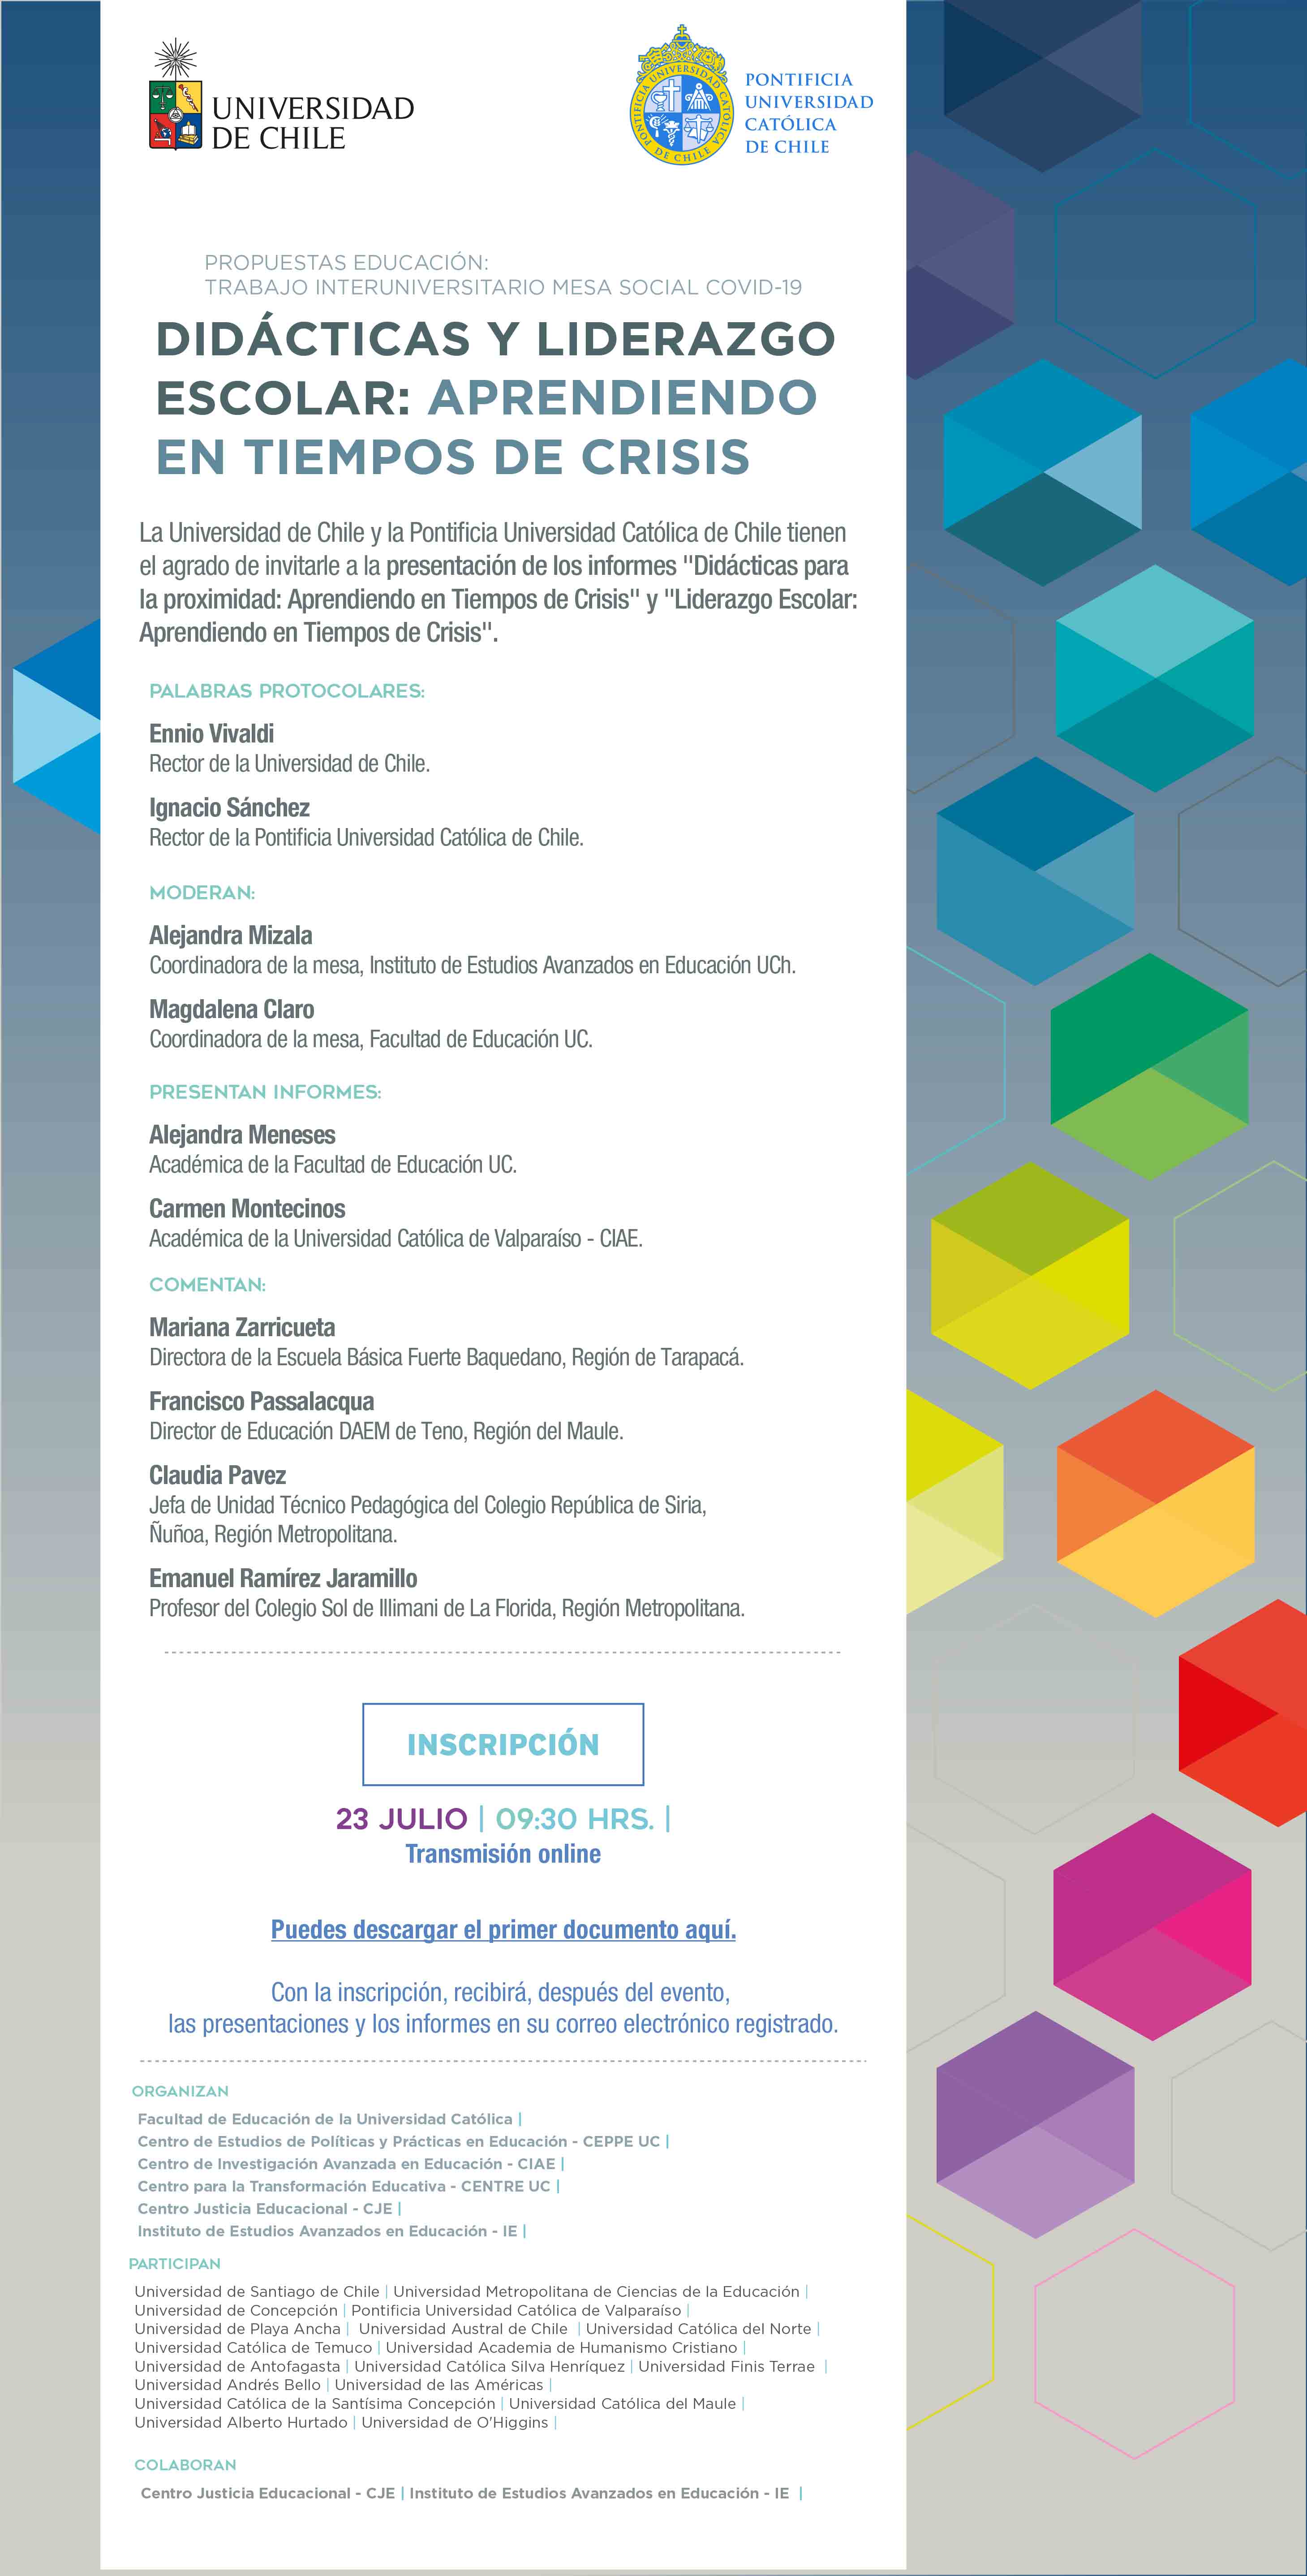 UNIVERSIDAD
DE CHILE
PONTIFICIA UNIVERSIDAD CATÓLICA DE CHILE
PONTIFICIA
UNIVERSIDAD
CATÓLICA
DE CHILE
PROPUESTAS EDUCACIÓN:
TRABAJO INTERUNIVERSITARIO MESA SOCIAL COVID-19
DIDÁCTICAS Y LIDERAZGO
ESCOLAR: APRENDIENDO
EN TIEMPOS DE CRISIS
La Universidad de Chile y la Pontificia Universidad Católica de Chile tienen
el agrado de invitarle a la presentación de los informes "Didácticas para
la proximidad: Aprendiendo en Tiempos de Crisis" y "Liderazgo Escolar:
Aprendiendo en Tiempos de Crisis".
PALABRAS PROTOCOLARES:
Ennio Vivaldi
Rector de la Universidad de Chile.
Ignacio Sánchez
Rector de la Pontificia Universidad Católica de Chile.
MODERAN:
Alejandra Mizala
Coordinadora de la mesa, Instituto de Estudios Avanzados en Educación UCh.
Magdalena Claro
Coordinadora de la mesa, Facultad de Educación UC.
PRESENTAN INFORMES:
Alejandra Meneses
Académica de la Facultad de Educación UC.
Carmen Montecinos
Académica de la Universidad Católica de Valparaíso - CIAE.
COMENTAN:
Mariana Zarricueta
Directora de la Escuela Básica Fuerte Baquedano, Región de Tarapacá.
Francisco Passalacqua
Director de Educación DAEM de Teno, Región del Maule.
Claudia Pavez
Jefa de Unidad Técnico Pedagógica del Colegio República de Siria,
Ñuñoa, Región Metropolitana.
Emanuel Ramírez Jaramillo
Profesor del Colegio Sol de Illimani de La Florida, Región Metropolitana.
INSCRIPCIÓN
23 JULIO | 09:30 HRS. |
Transmisión online
Puedes descargar el primer documento aquí.
Con la inscripción, recibirá, después del evento,
las presentaciones y los informes en su correo electrónico registrado.
ORGANIZAN
Facultad de Educación de la Universidad Católica |
Centro de Estudios de Políticas y Prácticas en Educación - CEPPE UC |
Centro de Investigación Avanzada en Educación - CIAE |
Centro para la Transformación Educativa - CENTRE UC |
Centro Justicia Educacional - CJE |
Instituto de Estudios Avanzados en Educación - IE |
PARTICIPAN
Universidad de Santiago de Chile | Universidad Metropolitana de Ciencias de la Educación |
Universidad de Concepción | Pontificia Universidad Católica de Valparaíso |
Universidad de Playa Ancha | Universidad Austral de Chile | Universidad Católica del Norte |
Universidad Católica de Temuco | Universidad Academia de Humanismo Cristiano |
Universidad de Antofagasta | Universidad Católica Silva Henríquez | Universidad Finis Terrae |
Universidad Andrés Bello | Universidad de las Américas |
Universidad Católica de la Santísima Concepción | Universidad Católica del Maule |
Universidad Alberto Hurtado | Universidad de O'Higgins |
COLABORAN
Centro Justicia Educacional - CJE | Instituto de Estudios Avanzados en Educación - IE |